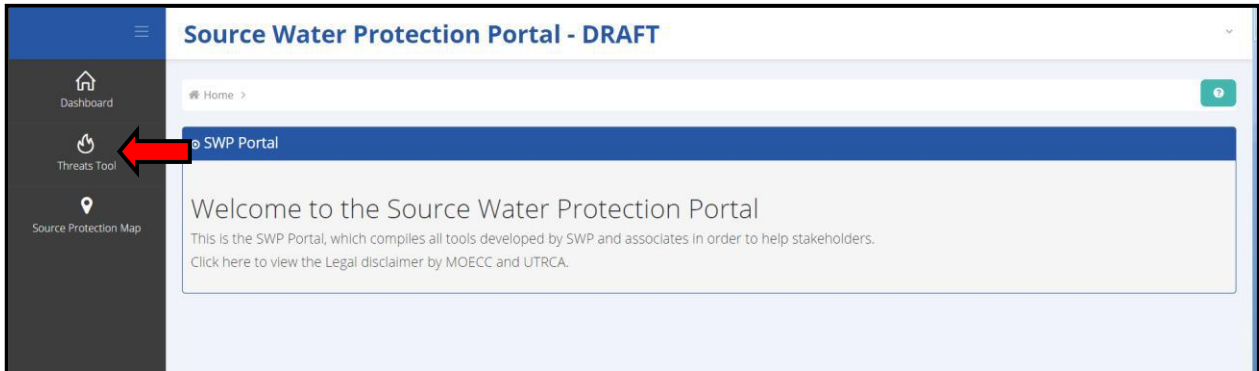 Source Water Protection Portal - DRAFT
Dashboard
Threats Tool
Source Protection Map
Home >
SWP Portal
Welcome to the Source Water Protection Portal
This is the SWP Portal, which compiles all tools developed by SWP and associates in order to help stakeholders.
Click here to view the Legal disclaimer by MOECC and UTRCA.